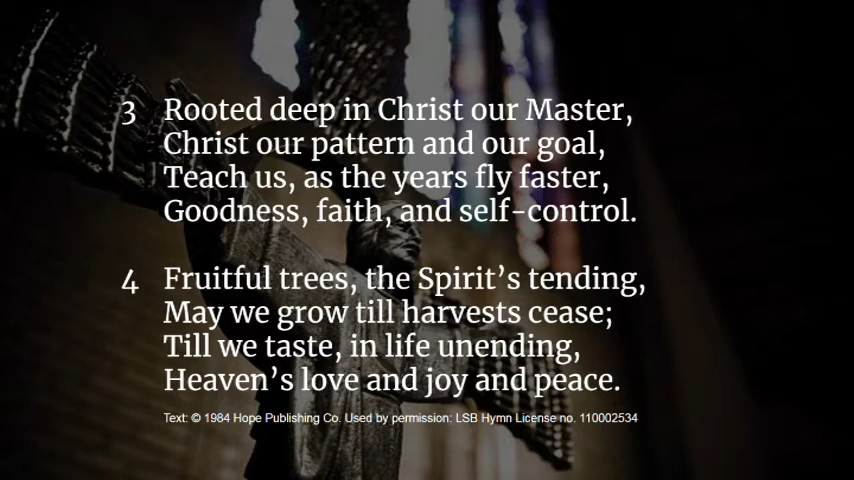 3 Rooted deep in Christ our Master,
Christ our pattern and our goal,
Teach us, as the years fly faster,
Goodness, faith, and self-control.
4 Fruitful trees, the Spirit's tending,
May we grow till harvests cease;
Till we taste, in life unending,
Heaven's love and joy and peace.
Text: © 1984 Hope Publishing Co. Used by permission: LSB Hymn License no. 110002534